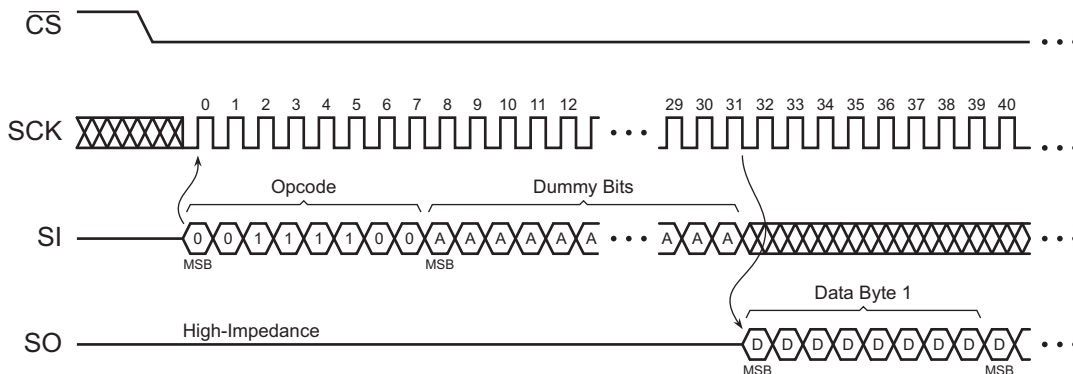 CS
0 1 2 3 4 5 6 7 8 9 10 11 12 29 30 31 32 33 34 35 36 37 38 39 40
SCK
Opcode Dummy Bits
SI 0 0 1 1 1 1 0 0 A A A A A A A A A
MSB MSB
Data Byte 1
High-Impedance
SO D D D D D D D D D
MSB MSB